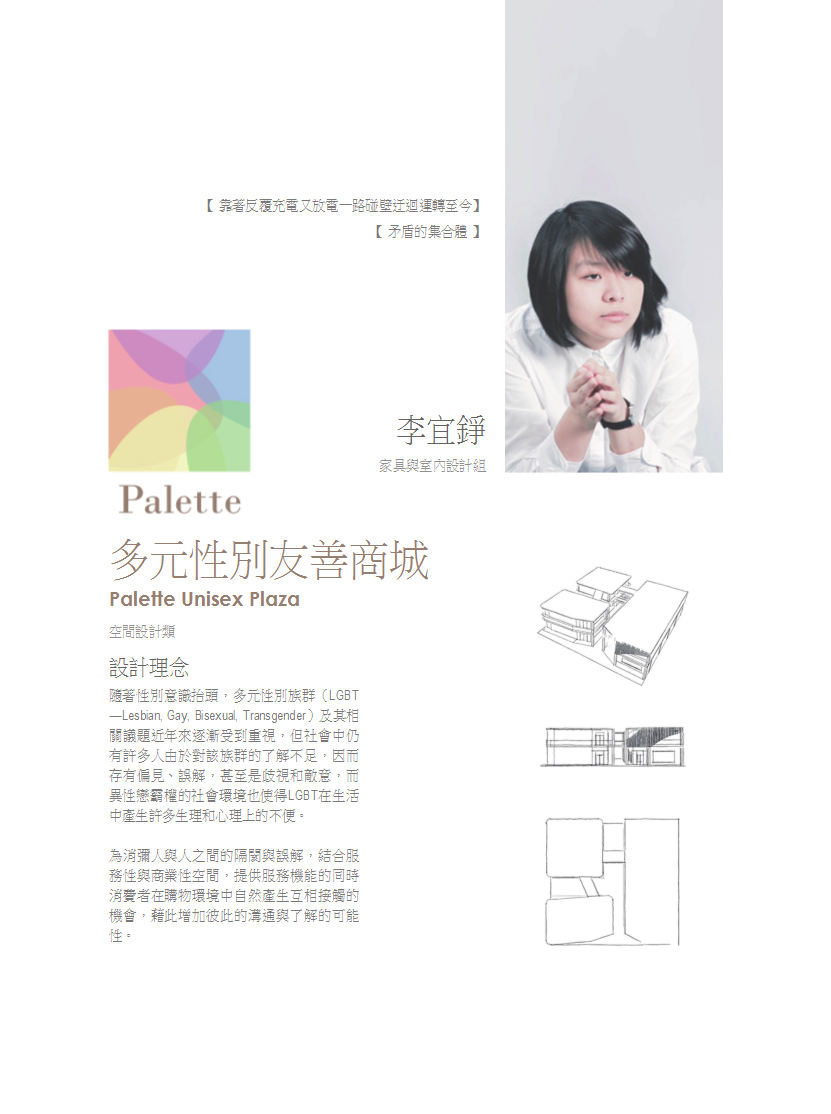 【 靠著反覆充電又放電一路碰壁迂迴運轉至今】
【 矛盾的集合體 】
李宜錚
家具與室內設計組
Palette
多元性別友善商城
Palette Unisex Plaza
空間設計類
設計理念
隨著性別意識抬頭，多元性別族群（LGBT
—Lesbian, Gay, Bisexual, Transgender）及其相
關議題近年來逐漸受到重視，但社會中仍
有許多人由於對該族群的了解不足，因而
存有偏見、誤解，甚至是歧視和敵意，而
異性戀霸權的社會環境也使得LGBT在生活
中產生許多生理和心理上的不便。
為消彌人與人之間的隔閡與誤解，結合服
務性與商業性空間，提供服務機能的同時
消費者在購物環境中自然產生互相接觸的
機會，藉此增加彼此的溝通與了解的可能
性。